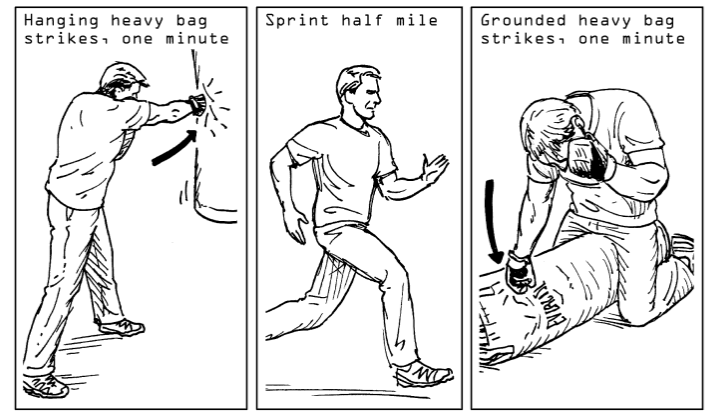 Hanging heavy bag
strikes, one minute
Sprint half mile
Grounded heavy bag
strikes, one minute